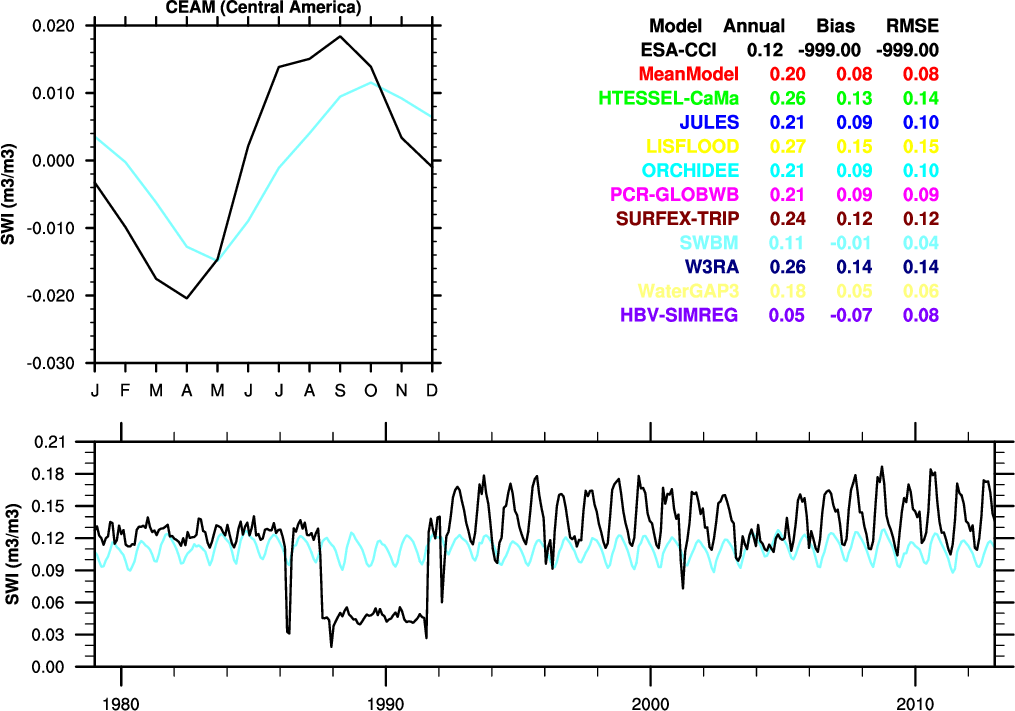 CEAM (Central America)
0.020
0.010
0.000
-0.010
-0.020
-0.030
SWI (m3/m3)
J F M A M J J A S O N D
Model Annual Bias RMSE
ESA-CCI 0.12 -999.00 -999.00
MeanModel 0.20 0.08 0.08
HTESSEL-CaMa 0.26 0.13 0.14
JULES 0.21 0.09 0.10
LISFLOOD 0.27 0.15 0.15
ORCHIDEE 0.21 0.09 0.10
PCR-GLOBWB 0.21 0.09 0.09
SURFEX-TRIP 0.24 0.12 0.12
SWBM 0.11 -0.01 0.04
W3RA 0.26 0.14 0.14
WaterGAP3 0.18 0.05 0.06
HBV-SIMREG 0.05 -0.07 0.08
0.21
0.18
0.15
0.12
0.09
0.06
0.03
0.00
SWI (m3/m3)
1980 1990 2000 2010